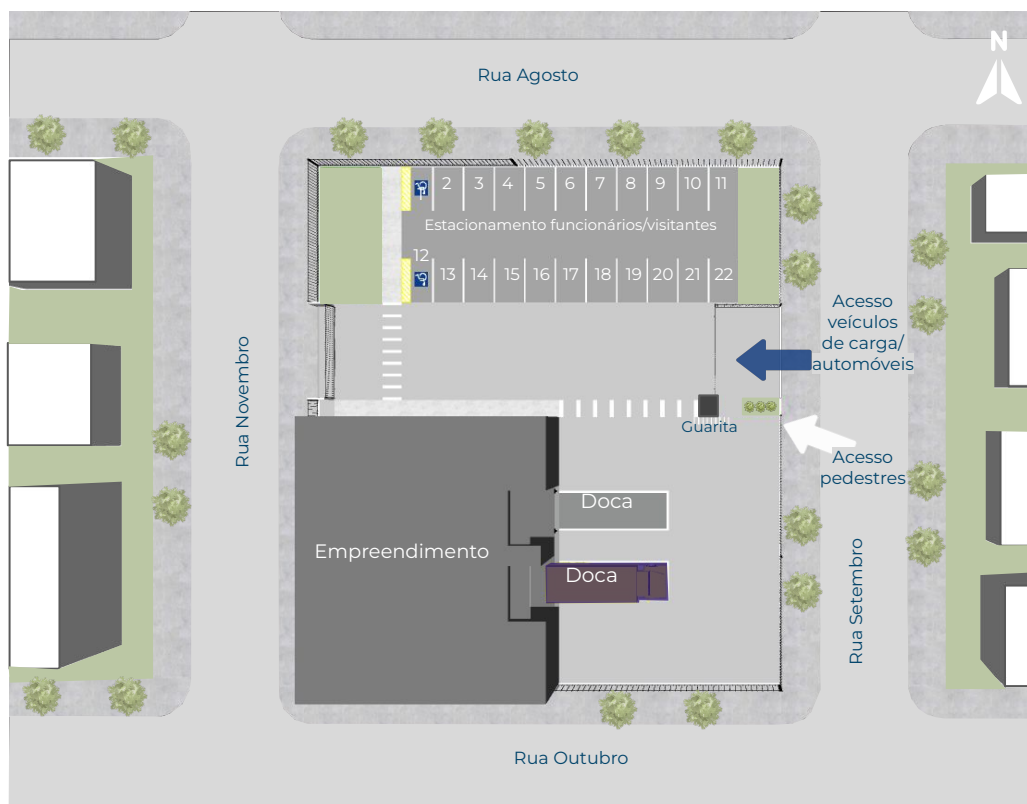 N
Rua Agosto
2 3 4 5 6 7 8 9 10 11
Estacionamento funcionários/visitantes
12
13 14 15 16 17 18 19 20 21 22
Acesso
veículos
de carga/
automóveis
Rua Novembro
Guarita
Acesso
pedestres
Doca
Empreendimento
Doca
Rua Setembro
Rua Outubro